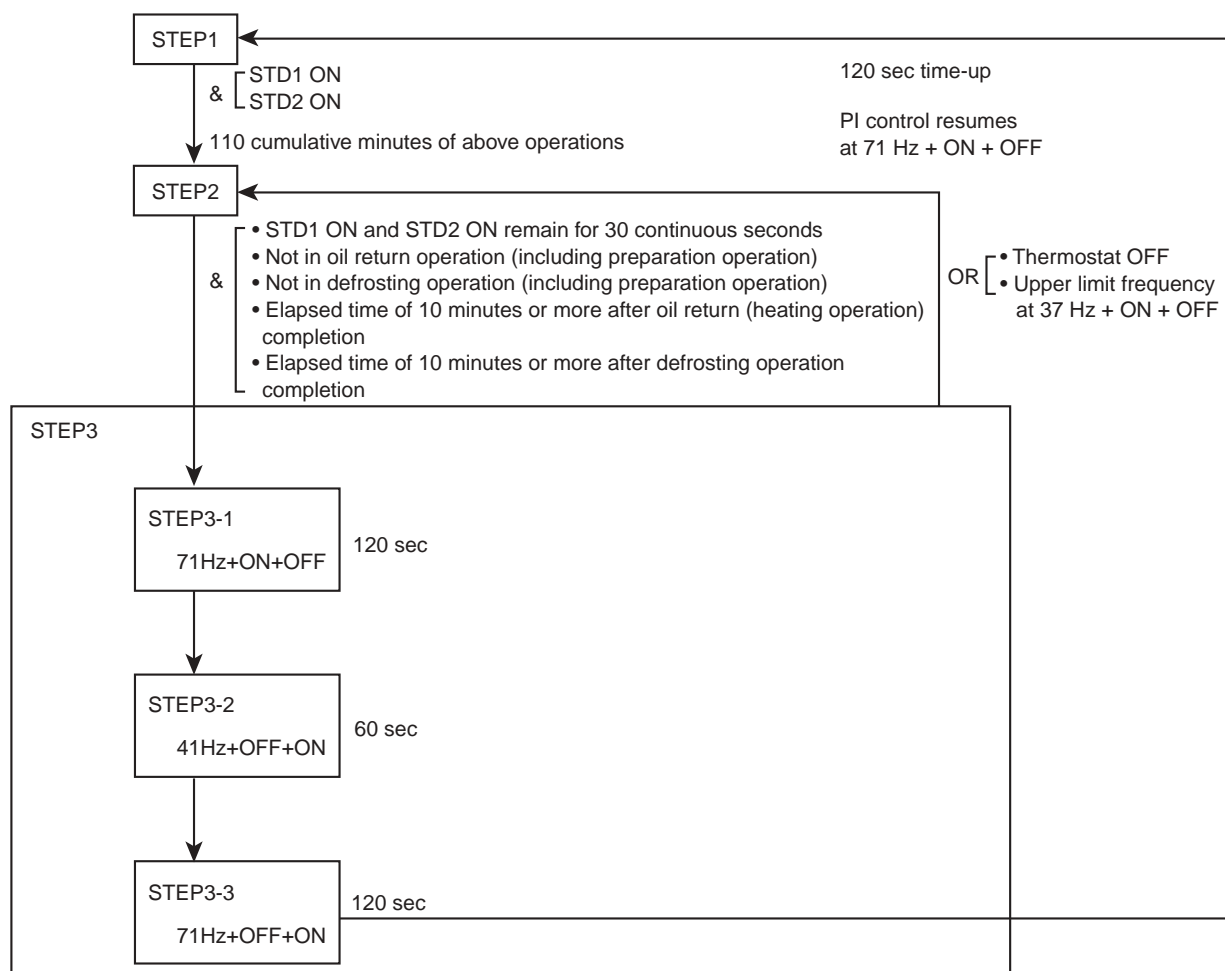 STEP1
STD1 ON
&
STD2 ON
110 cumulative minutes of above operations
120 sec time-up
PI control resumes
at 71 Hz + ON + OFF
STEP2
• STD1 ON and STD2 ON remain for 30 continuous seconds
• Not in oil return operation (including preparation operation)
&
• Not in defrosting operation (including preparation operation)
• Elapsed time of 10 minutes or more after oil return (heating operation)
completion
• Elapsed time of 10 minutes or more after defrosting operation
completion
OR
• Thermostat OFF
• Upper limit frequency
at 37 Hz + ON + OFF
STEP3
STEP3-1
71Hz+ON+OFF
120 sec
STEP3-2
41Hz+OFF+ON
60 sec
STEP3-3
71Hz+OFF+ON
120 sec